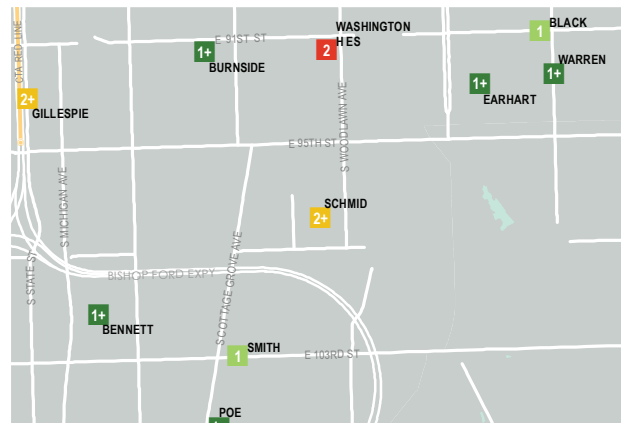 BLACK
1
WASHINGTON
H ES
2
E 91ST ST
1+
BURNSIDE
WARREN
1+
1+
EARHART
CTA RED LINE
2+
GILLESPIE
E 95TH ST
S WOODLAWN AVE
S MICHIGAN AVE
SCHMID
2+
S COTTAGE GROVE AVE
BISHOP FORD EXPY
S STATE ST
1+
BENNETT
SMITH
1
E 103RD ST
POE
1+